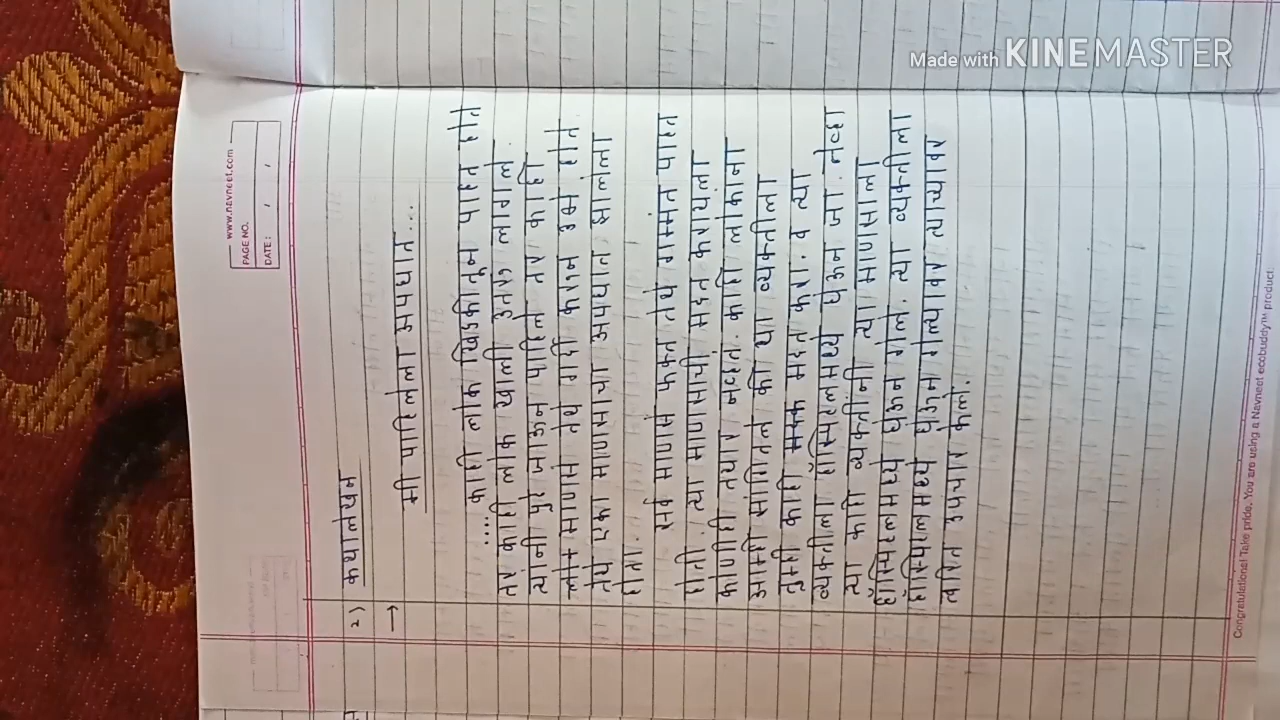 Made with KINEMASTER
www.navneet.com
PAGE NO.
DATE: / /
२) कथालेखन
→ मी पाहिलेला अपघात...
.... काही लोक खिडकीतून पाहत होते
तर काही लोक खाली उतरू लागले.
त्यांनी पुढे जाऊन पाहिले तर काही
माणसं तेथे गर्दी करून उभे होते
तेथे एका माणसाचा अपघात झालेला
होता.
सर्व माणसं फक्त तेथे गंमत पाहत
होती. त्या माणसाची मदत करायला
कोणीही तयार नव्हत. काही लोकांना
आम्ही सांगितले की या व्यक्तीला
तुम्ही काही मदत करा. व त्या
व्यक्तीला हॉस्पिटलमध्ये घेऊन जा. तेव्हा
त्या काही व्यक्तींनी त्या माणसाला
हॉस्पिटलमध्ये घेऊन गेले. त्या व्यक्तीला
हॉस्पिटलमध्ये घेऊन गेल्यावर त्याच्यावर
त्वरित उपचार केले.
Congratulations! Take pride, You are using a Navneet ecobuddy™ product